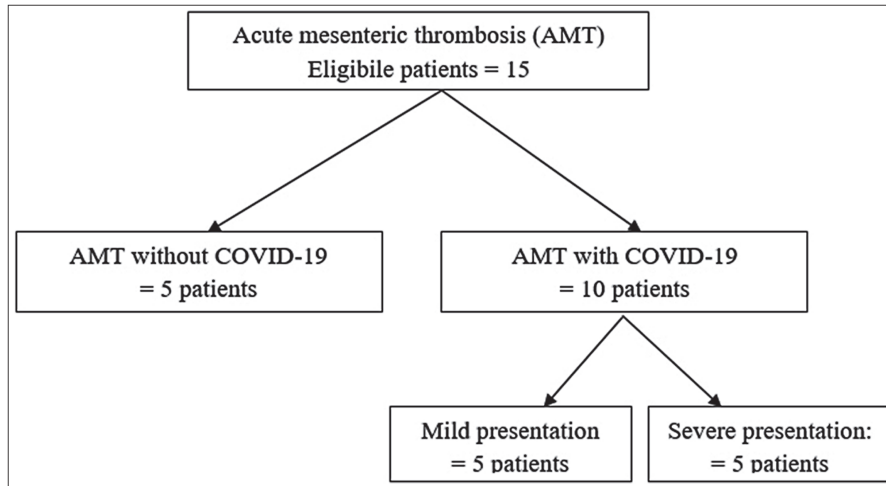 Acute mesenteric thrombosis (AMT)
Eligibile patients = 15
AMT without COVID-19
= 5 patients
AMT with COVID-19
= 10 patients
Mild presentation
= 5 patients
Severe presentation:
= 5 patients